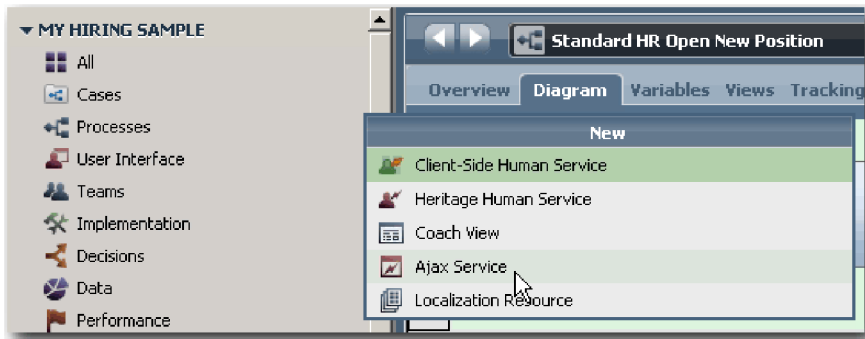 MY HIRING SAMPLE
All
Cases
Processes
User Interface
Teams
Implementation
Decisions
Data
Performance
Standard HR Open New Position
Overview Diagram Variables Views Tracking
New
Client-Side Human Service
Heritage Human Service
Coach View
Ajax Service
Localization Resource